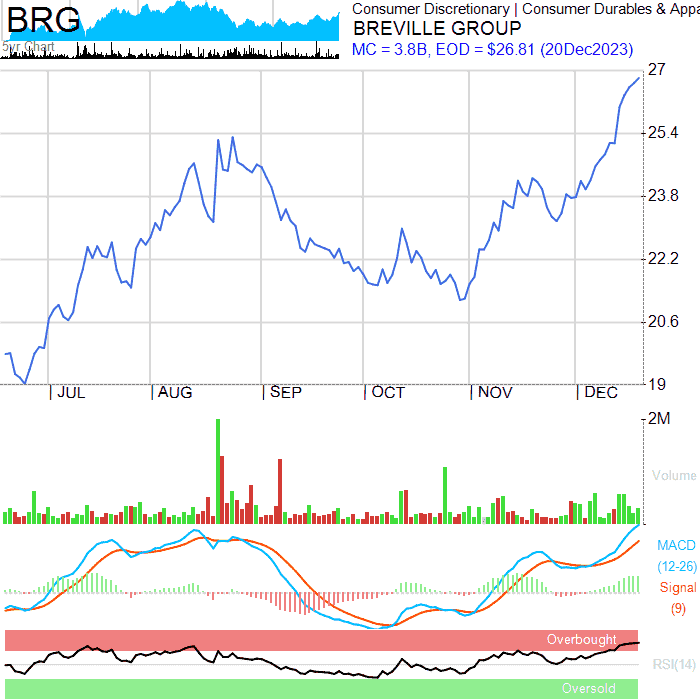 BRG
5yr Chart
Consumer Discretionary | Consumer Durables & Appa
BREVILLE GROUP
MC = 3.8B, EOD = $26.81 (20Dec2023)
27
25.4
23.8
22.2
20.6
19
JUL
AUG
SEP
OCT
NOV
DEC
2M
Volume
MACD
(12-26)
Signal
(9)
Overbought
RSI(14)
Oversold